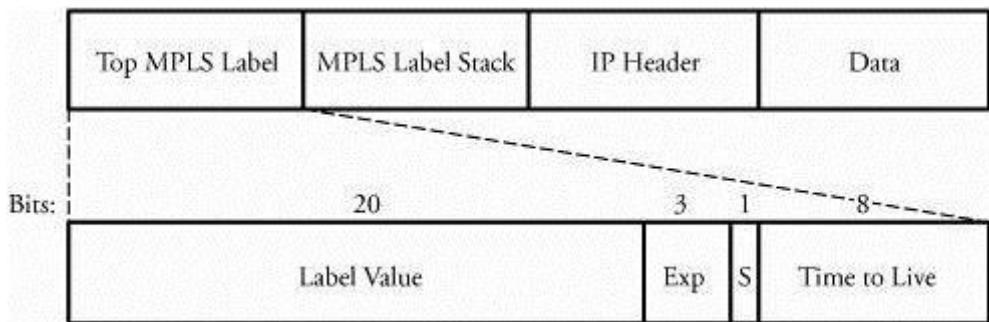 Top MPLS Label MPLS Label Stack IP Header Data
Bits: 20 3 1 8
Label Value Exp S Time to Live